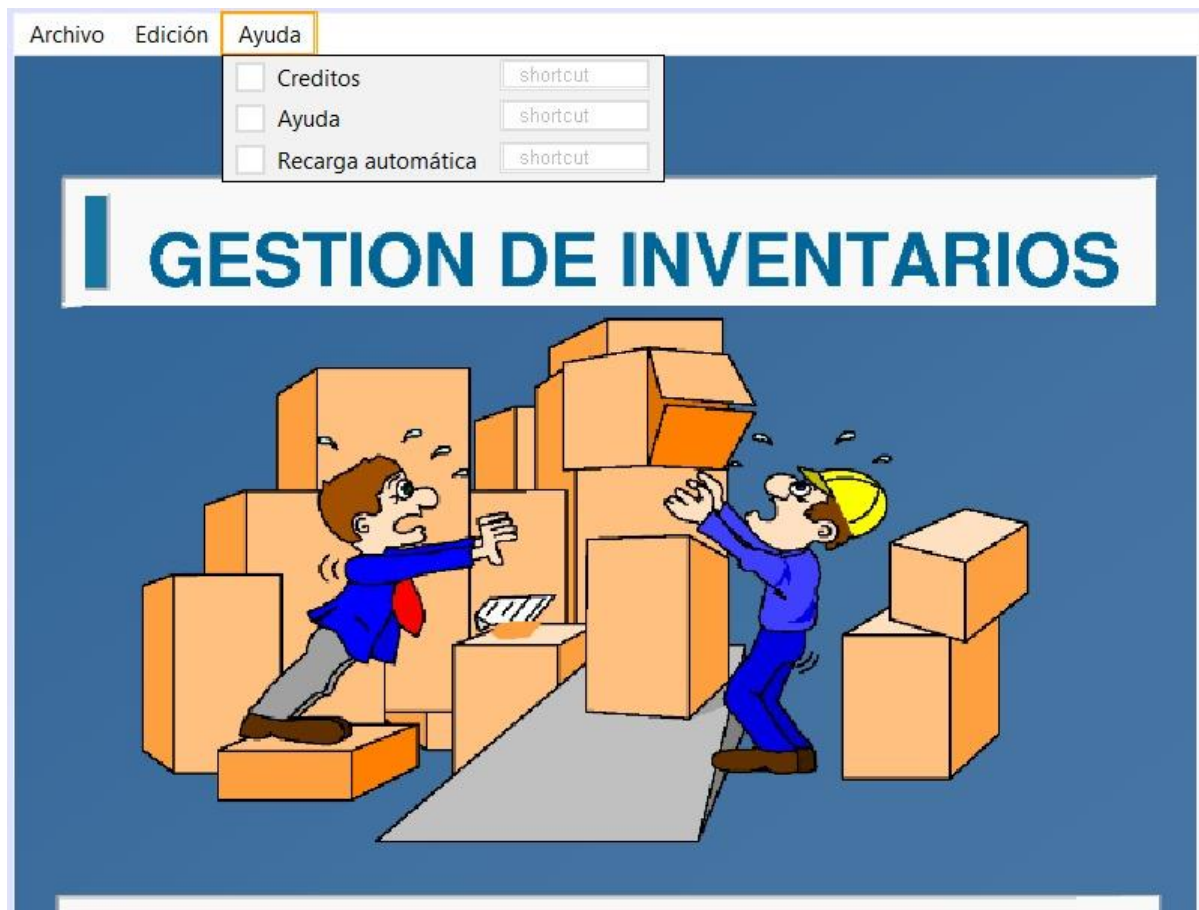 Archivo Edición Ayuda
Creditos shortcut
Ayuda shortcut
Recarga automática shortcut
GESTION DE INVENTARIOS